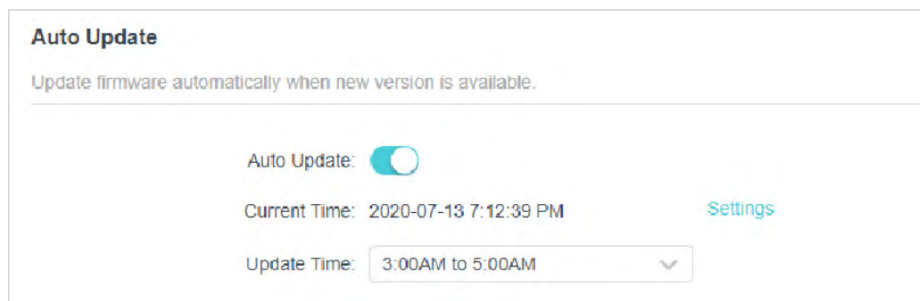 Auto Update
Update firmware automatically when new version is available.
Auto Update:
Current Time: 2020-07-13 7:12:39 PM Settings
Update Time: 3:00AM to 5:00AM